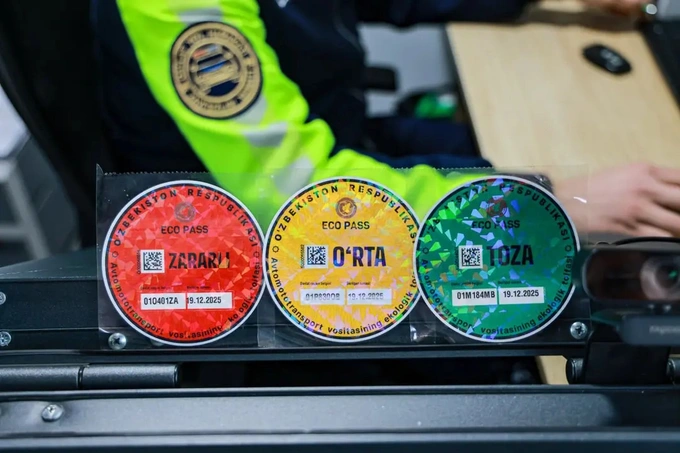 O‘ZBEKISTON RESPUBLIKASI
ECO PASS
ZARARLI
01O401ZA
19.12.2025
O‘ZBEKISTON RESPUBLIKASI
ECO PASS
O‘RTA
19.12.2025
Avtomototransport vositasining ekologik
O‘ZBEKISTON RESPUBLIKASI
ECO PASS
TOZA
01M184MB
19.12.2025
Avtomototransport vositasining ekologik toifasi